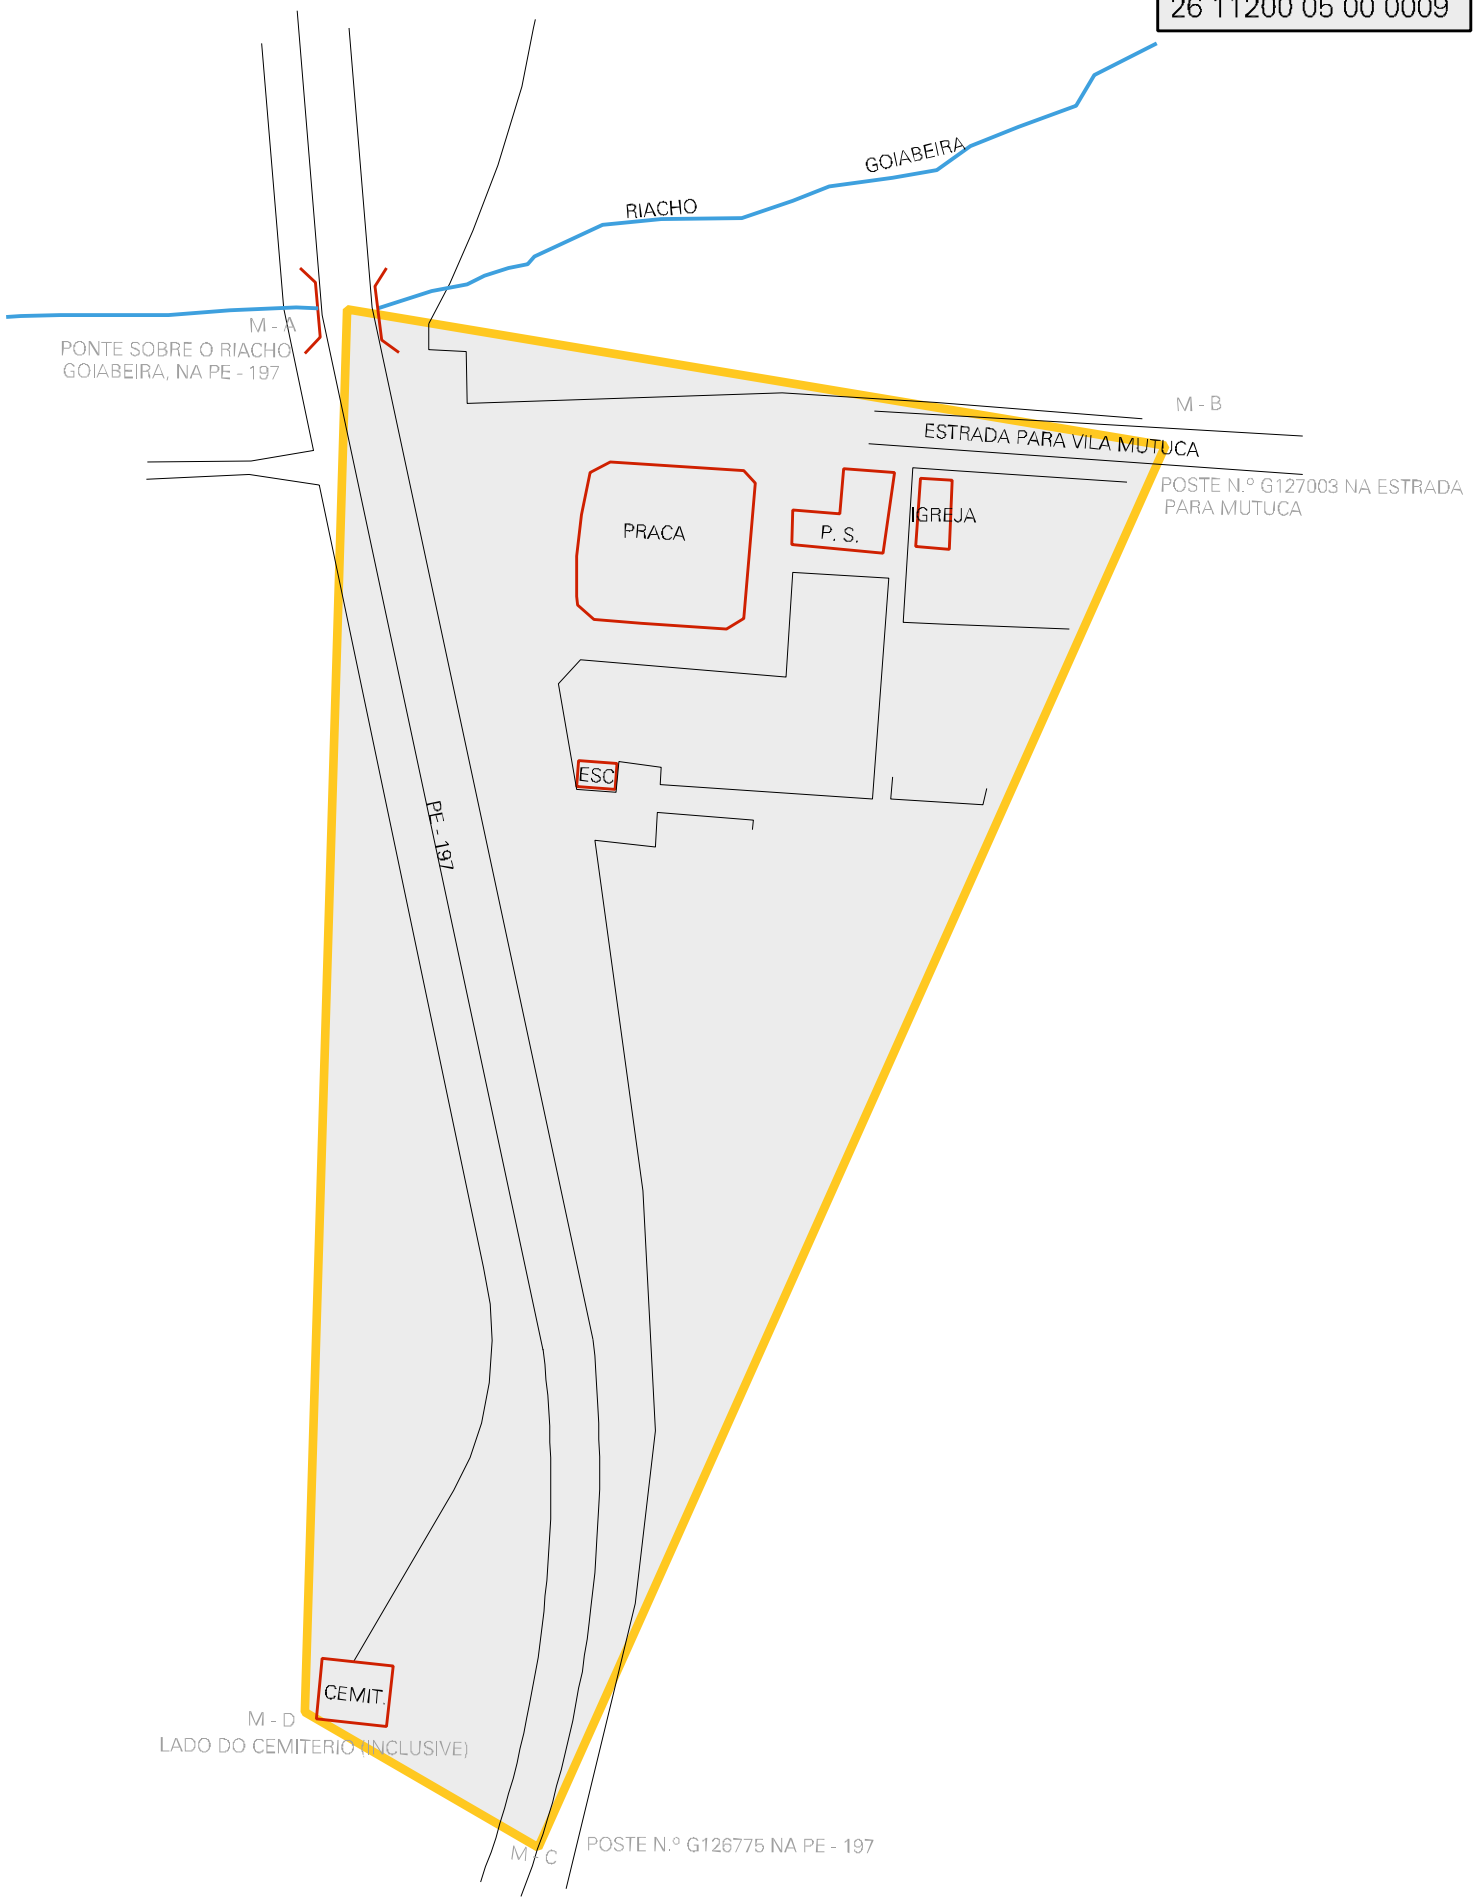 26 11200 05 00 0009
GOIABEIRA
RIACHO
M - A
PONTE SOBRE O RIACHO
GOIABEIRA, NA PE - 197
M - B
ESTRADA PARA VILA MUTUCA
POSTE N.º G127003 NA ESTRADA
PARA MUTUCA
IGREJA
PRACA
P. S.
ESC
PE - 197
CEMIT.
M - D
LADO DO CEMITERIO (INCLUSIVE)
POSTE N.º G126775 NA PE - 197
M - C